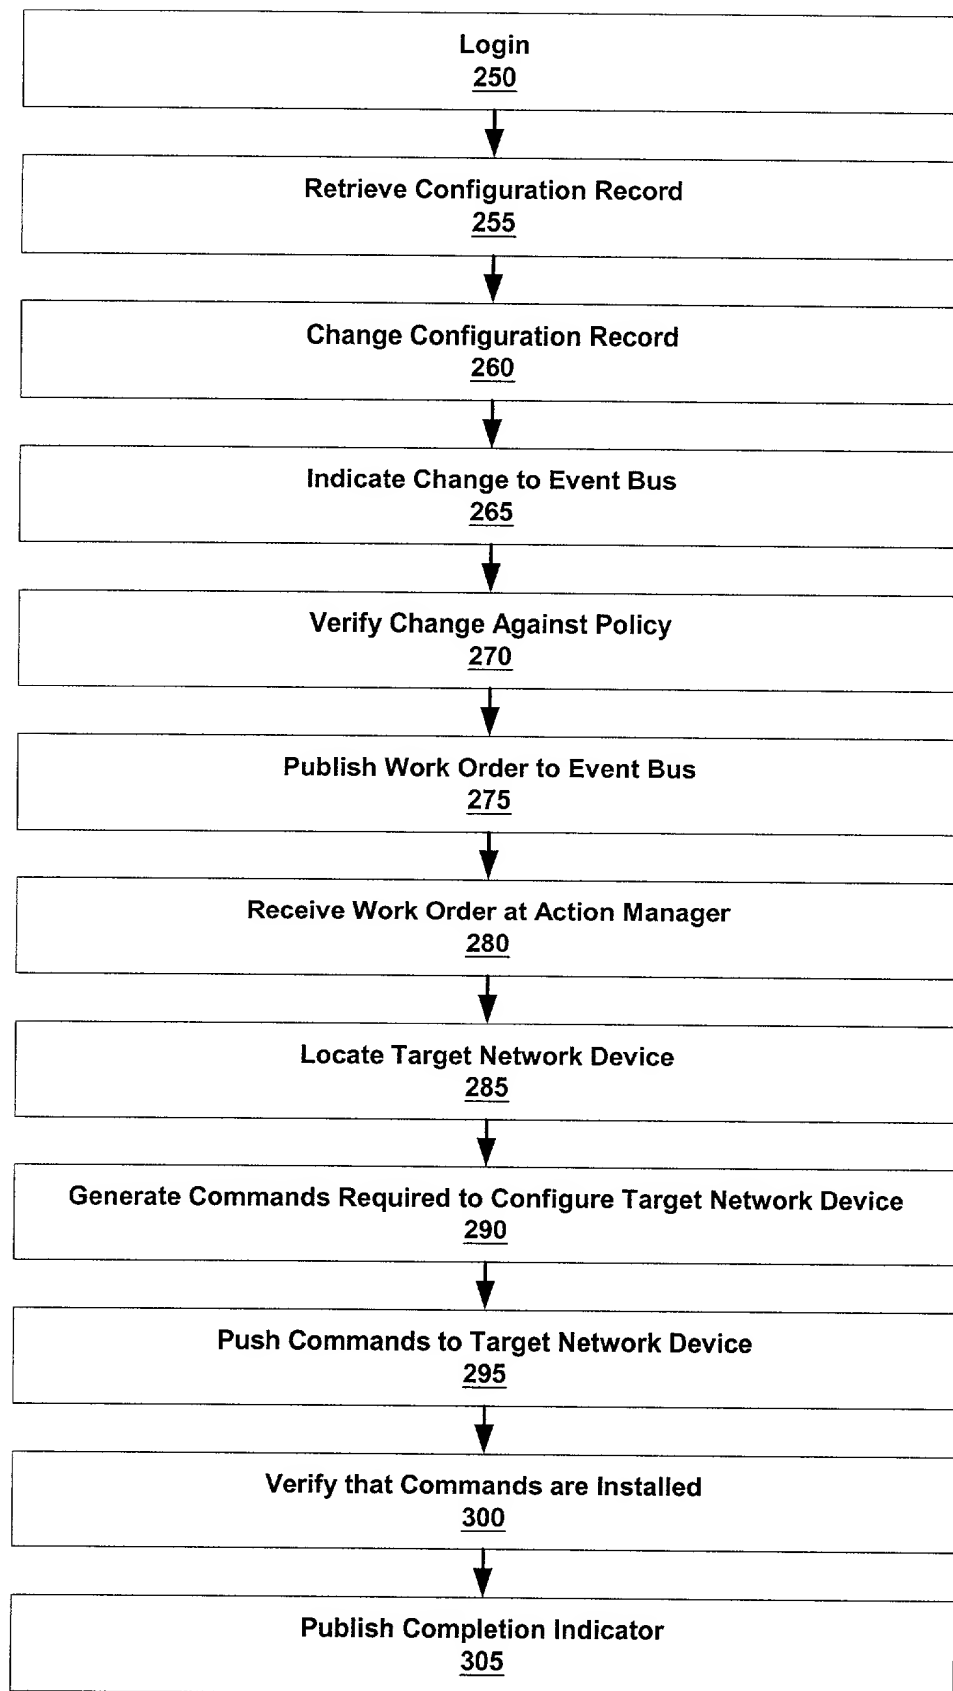 Login
250
Retrieve Configuration Record
255
Change Configuration Record
260
Indicate Change to Event Bus
265
Verify Change Against Policy
270
Publish Work Order to Event Bus
275
Receive Work Order at Action Manager
280
Locate Target Network Device
285
Generate Commands Required to Configure Target Network Device
290
Push Commands to Target Network Device
295
Verify that Commands are Installed
300
Publish Completion Indicator
305